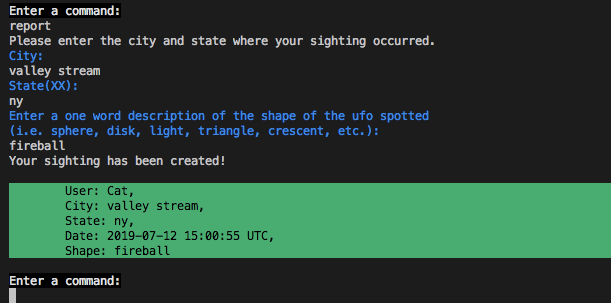 Enter a command:
report
Please enter the city and state where your sighting occurred.
City:
valley stream
State(XX):
ny
Enter a one word description of the shape of the ufo spotted
(i.e. sphere, disk, light, triangle, crescent, etc.):
fireball
Your sighting has been created!
User: Cat,
City: valley stream,
State: ny,
Date: 2019-07-12 15:00:55 UTC,
Shape: fireball
Enter a command: